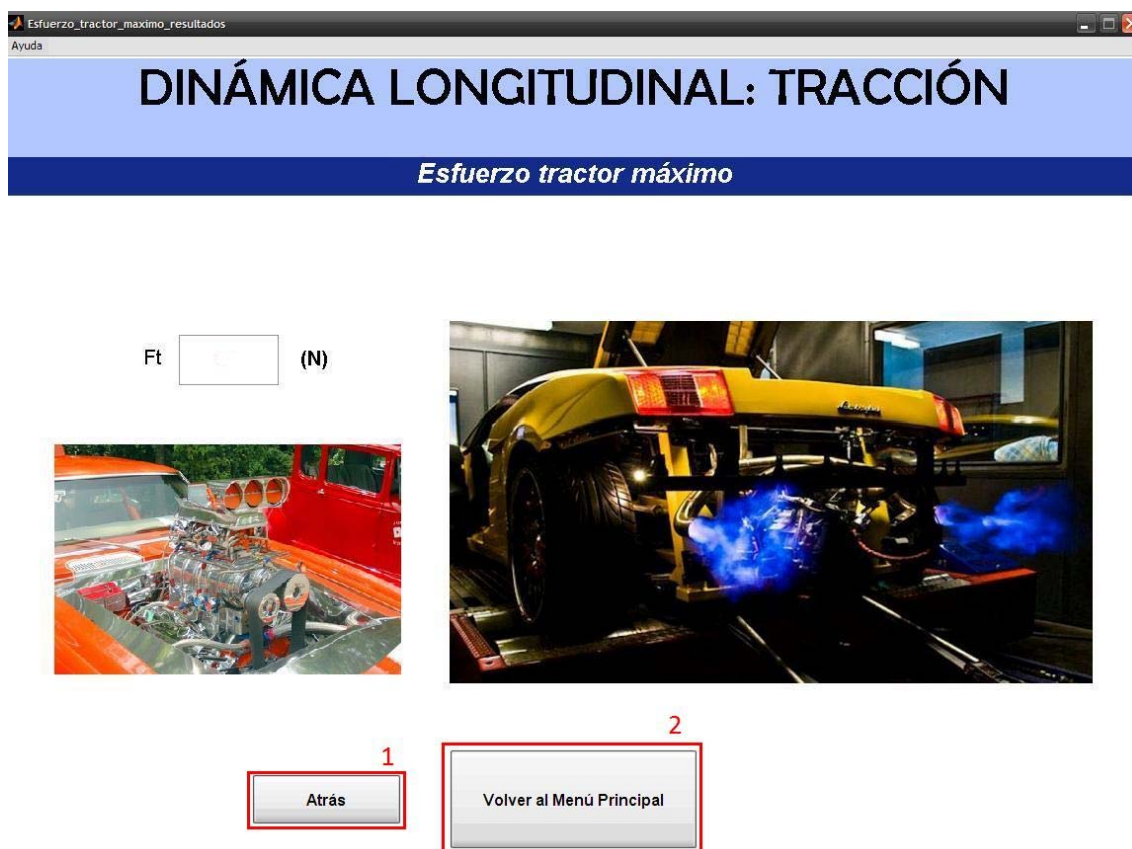 Esfuerzo_tractor_maximo_resultados
Ayuda
DINÁMICA LONGITUDINAL: TRACCIÓN
Esfuerzo tractor máximo
Ft (N)
1
2
Atrás
Volver al Menú Principal